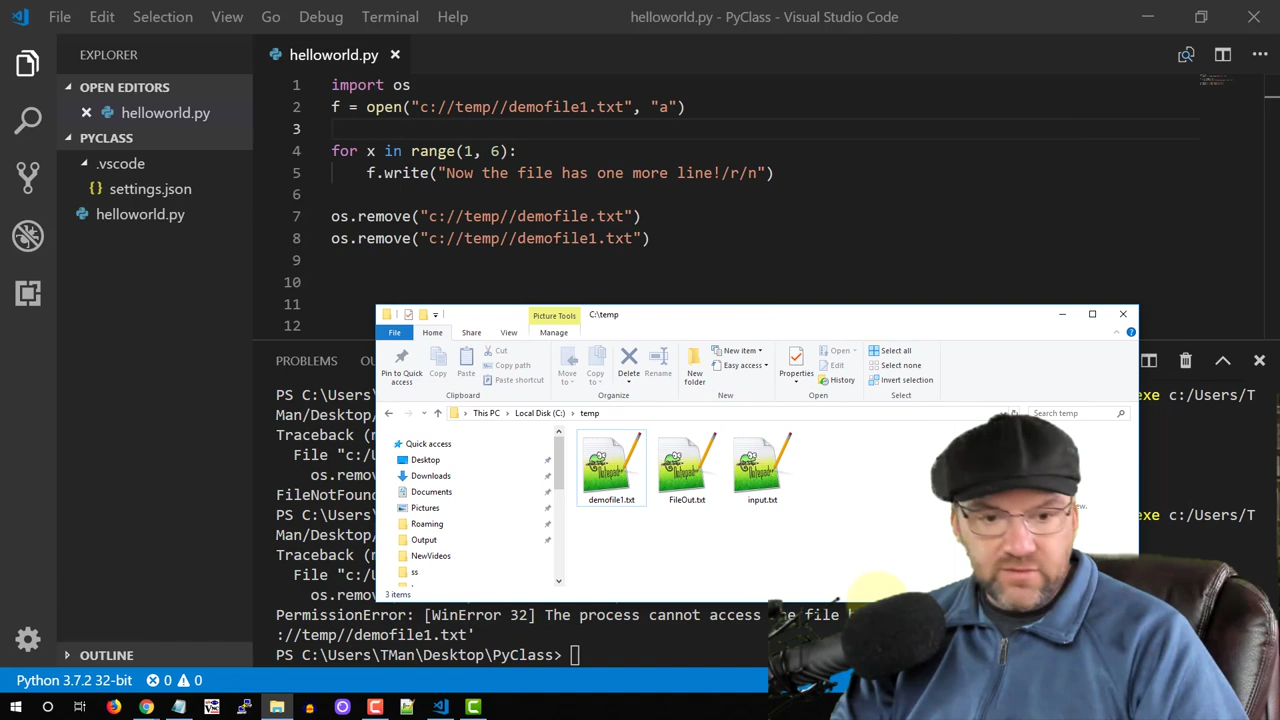 File Edit Selection View Go Debug Terminal Help
helloworld.py - PyClass - Visual Studio Code
EXPLORER
OPEN EDITORS
helloworld.py
PYCLASS
.vscode
{} settings.json
helloworld.py
OUTLINE
helloworld.py
1 import os
2 f = open("c://temp//demofile1.txt", "a")
3
4 for x in range(1, 6):
5 f.write("Now the file has one more line!/r/n")
7 os.remove("c://temp//demofile.txt")
8 os.remove("c://temp//demofile1.txt")
9
10
11
12
Picture Tools C:\temp
File Home Share View Manage
Pin to Quick access
Copy
Paste
Cut
Copy path
Paste shortcut
Clipboard
Move to
Copy to
Delete
Rename
Organize
New folder
New item
Easy access
New
Properties
Open
Edit
History
Open
Select all
Select none
Invert selection
Select
This PC > Local Disk (C:) > temp
Search temp
Quick access
Desktop
Downloads
Documents
Pictures
Roaming
Output
NewVideos
ss
demofile1.txt FileOut.txt input.txt
3 items
PROBLEMS
PS C:\Users\T
exe c:/Users/T
Man/Desktop/
Traceback (
File "c:
os.remov
FileNotFoun
PS C:\Users\T
exe c:/Users/T
Man/Desktop/
Traceback (
File "c:
os.remo
PermissionError: [WinError 32] The process cannot access the file
://temp//demofile1.txt'
PS C:\Users\TMan\Desktop\PyClass>
Python 3.7.2 32-bit 0 0